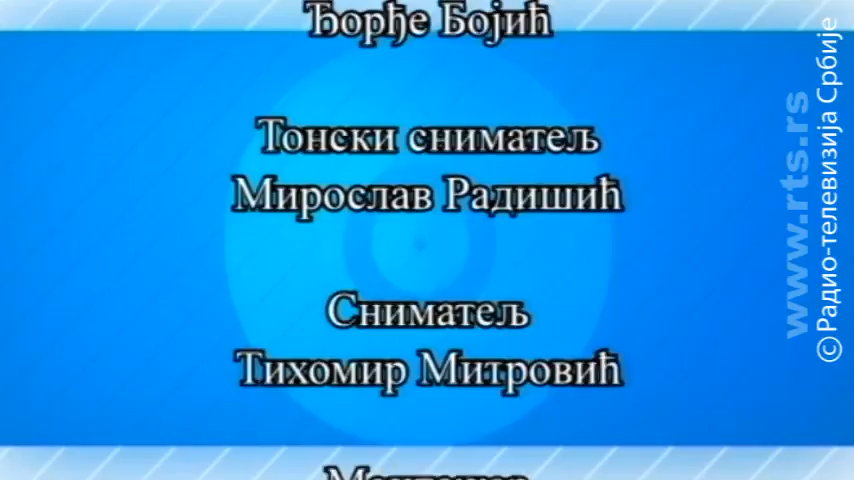 Ђорђе Бојић
Тонски сниматељ
Мирослав Радишић
Сниматељ
Тихомир Митровић
www.rts.rs
©Радио-телевизија Србије